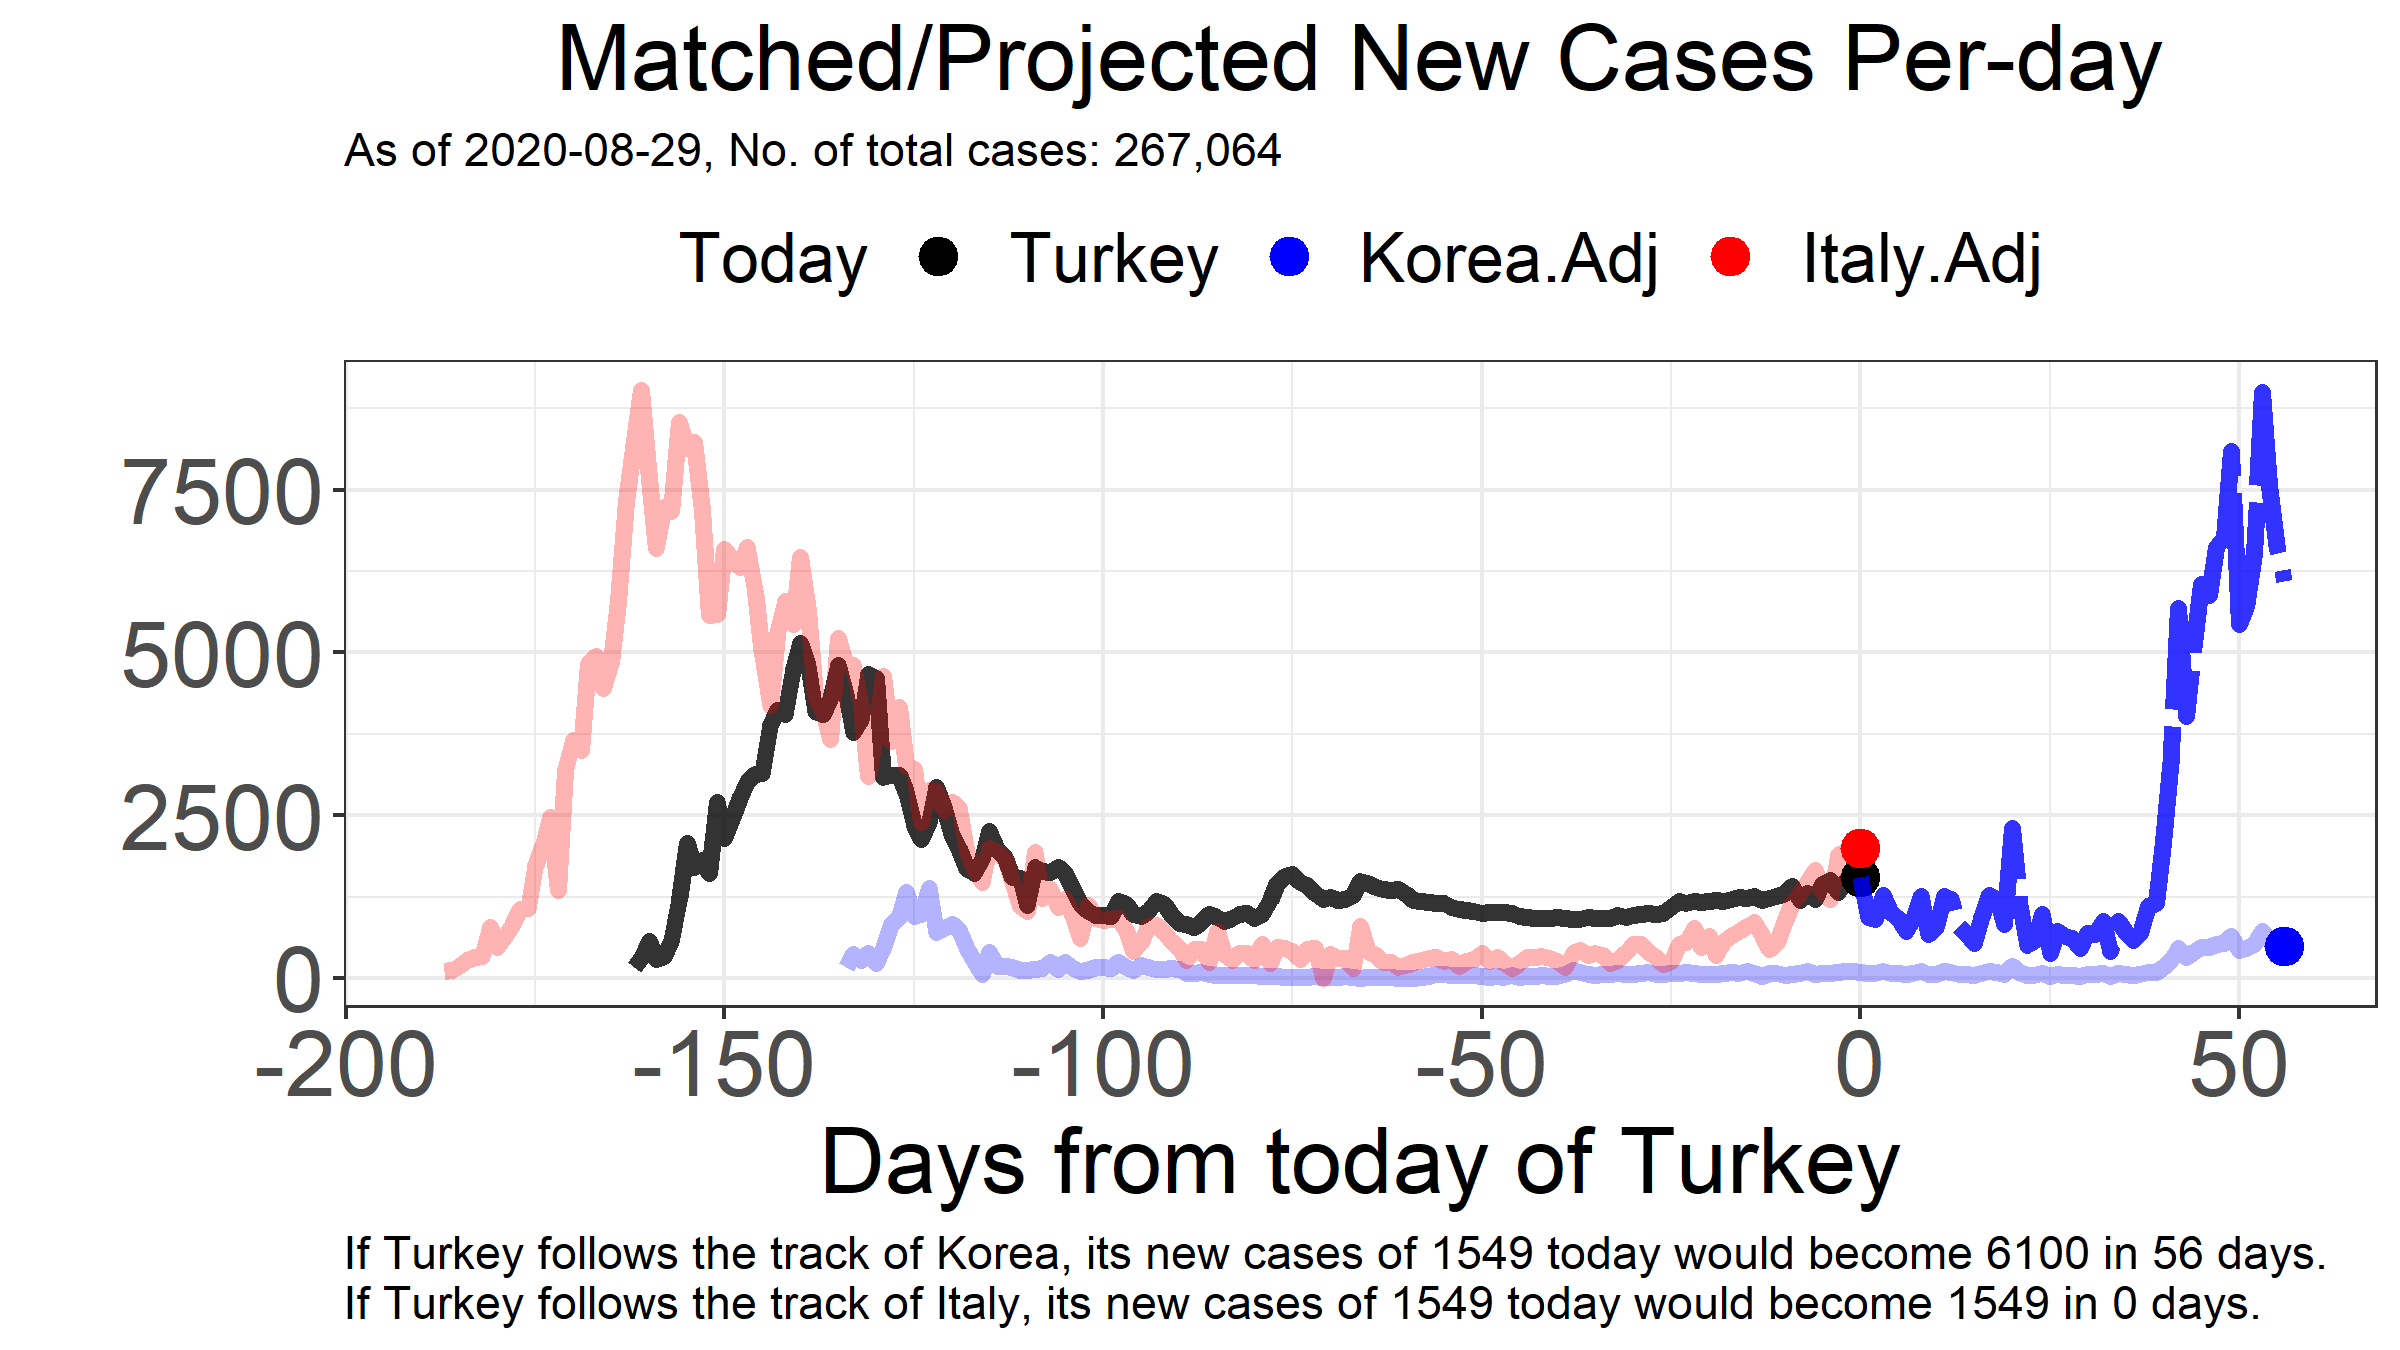 Matched/Projected New Cases Per-day
As of 2020-08-29, No. of total cases: 267,064
Today Turkey Korea.Adj Italy.Adj
7500
5000
2500
0
-200 -150 -100 -50 0 50
Days from today of Turkey
If Turkey follows the track of Korea, its new cases of 1549 today would become 6100 in 56 days.
If Turkey follows the track of Italy, its new cases of 1549 today would become 1549 in 0 days.